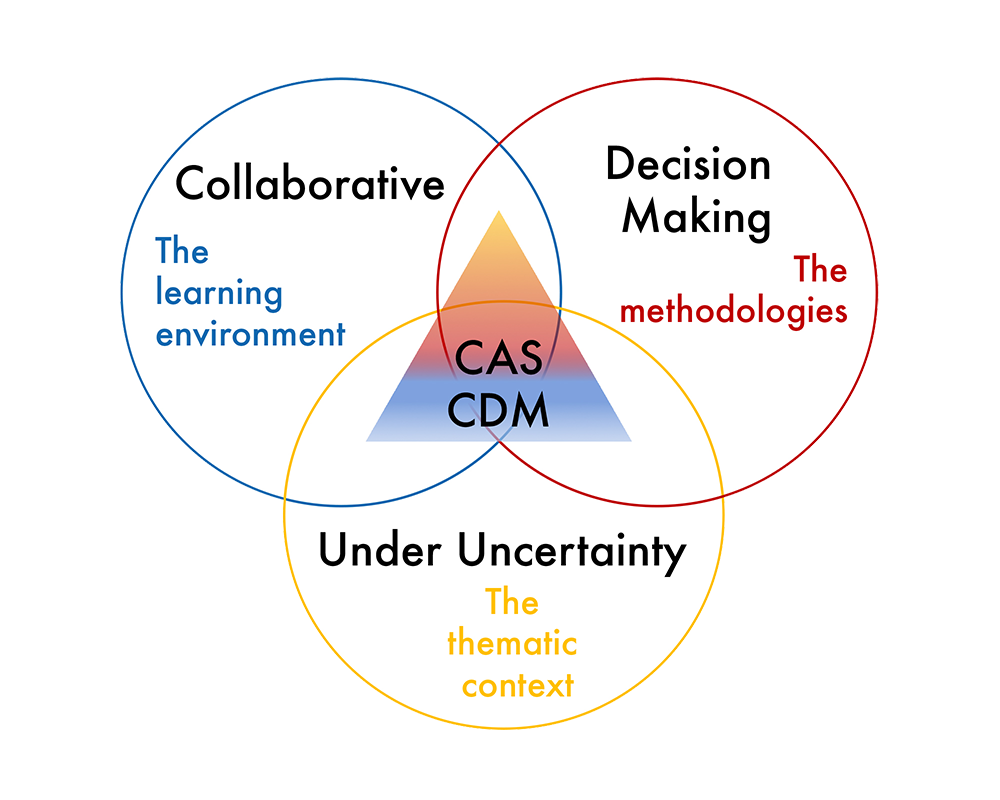 Collaborative
The
learning
environment
Decision
Making
The
methodologies
CAS
CDM
Under Uncertainty
The
thematic
context